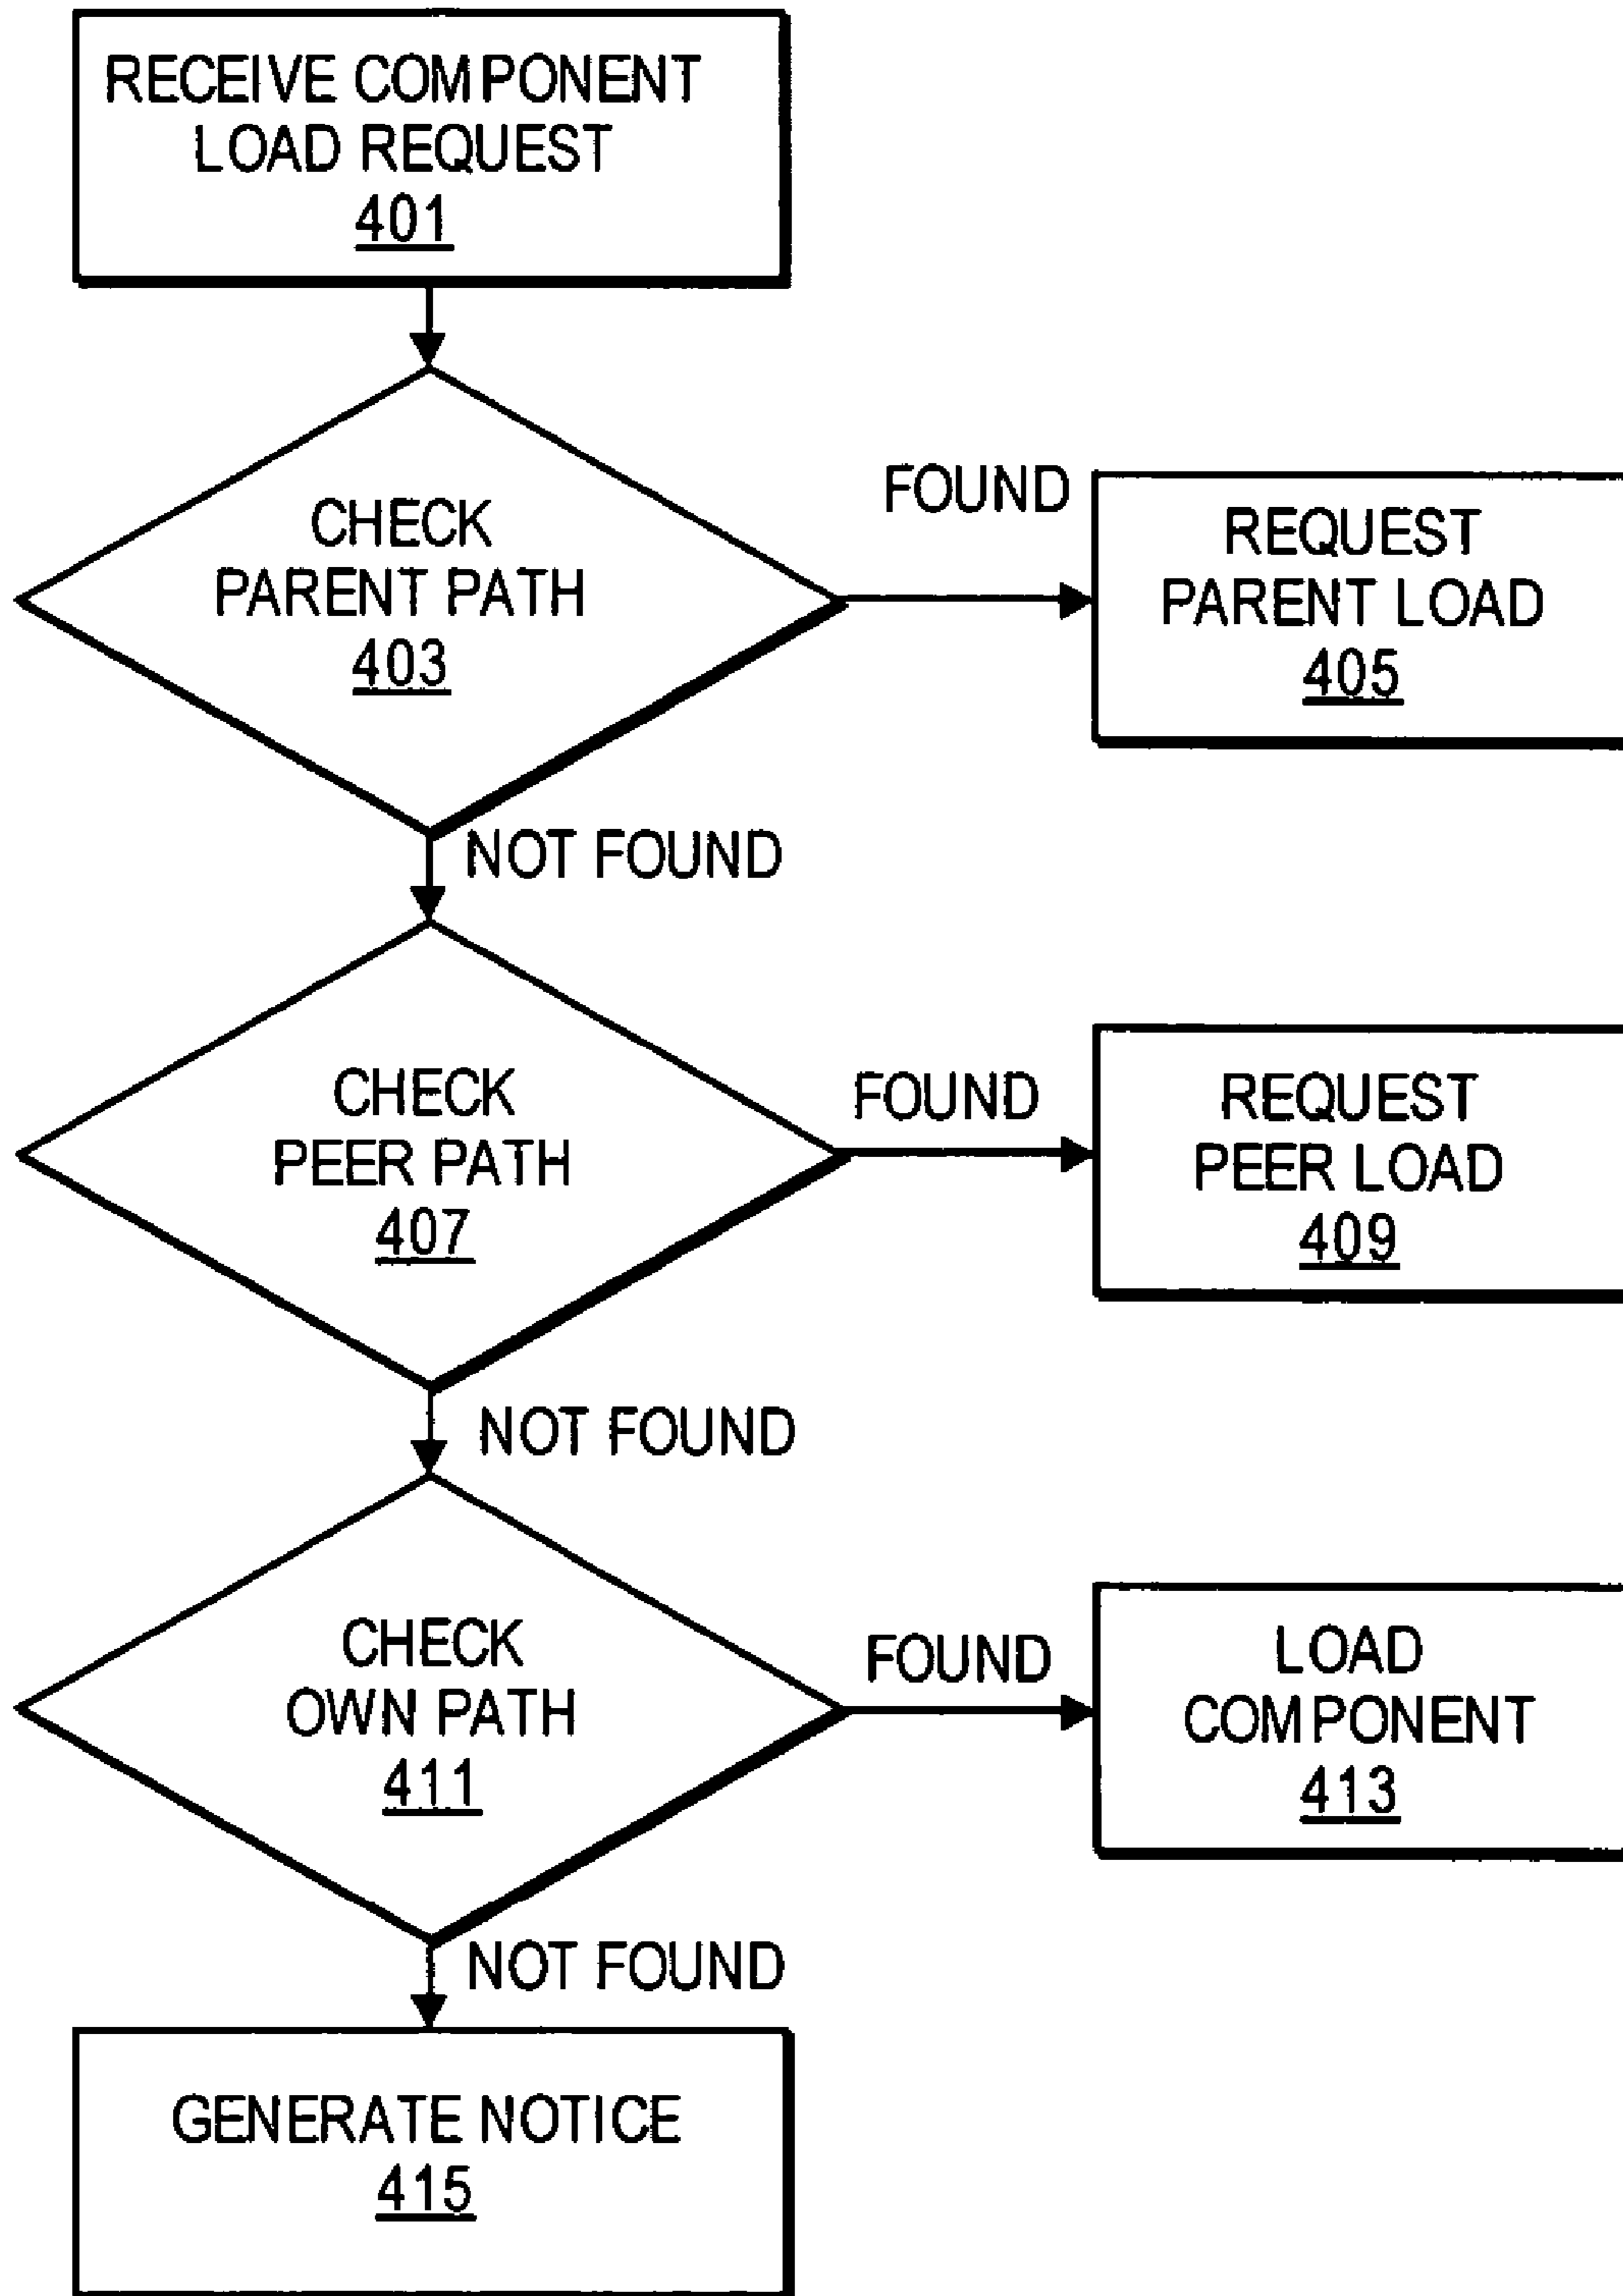 RECEIVE COMPONENT
LOAD REQUEST
401
CHECK
PARENT PATH
403
FOUND
REQUEST
PARENT LOAD
405
NOT FOUND
CHECK
PEER PATH
407
FOUND
REQUEST
PEER LOAD
409
NOT FOUND
CHECK
OWN PATH
411
FOUND
LOAD
COMPONENT
413
NOT FOUND
GENERATE NOTICE
415